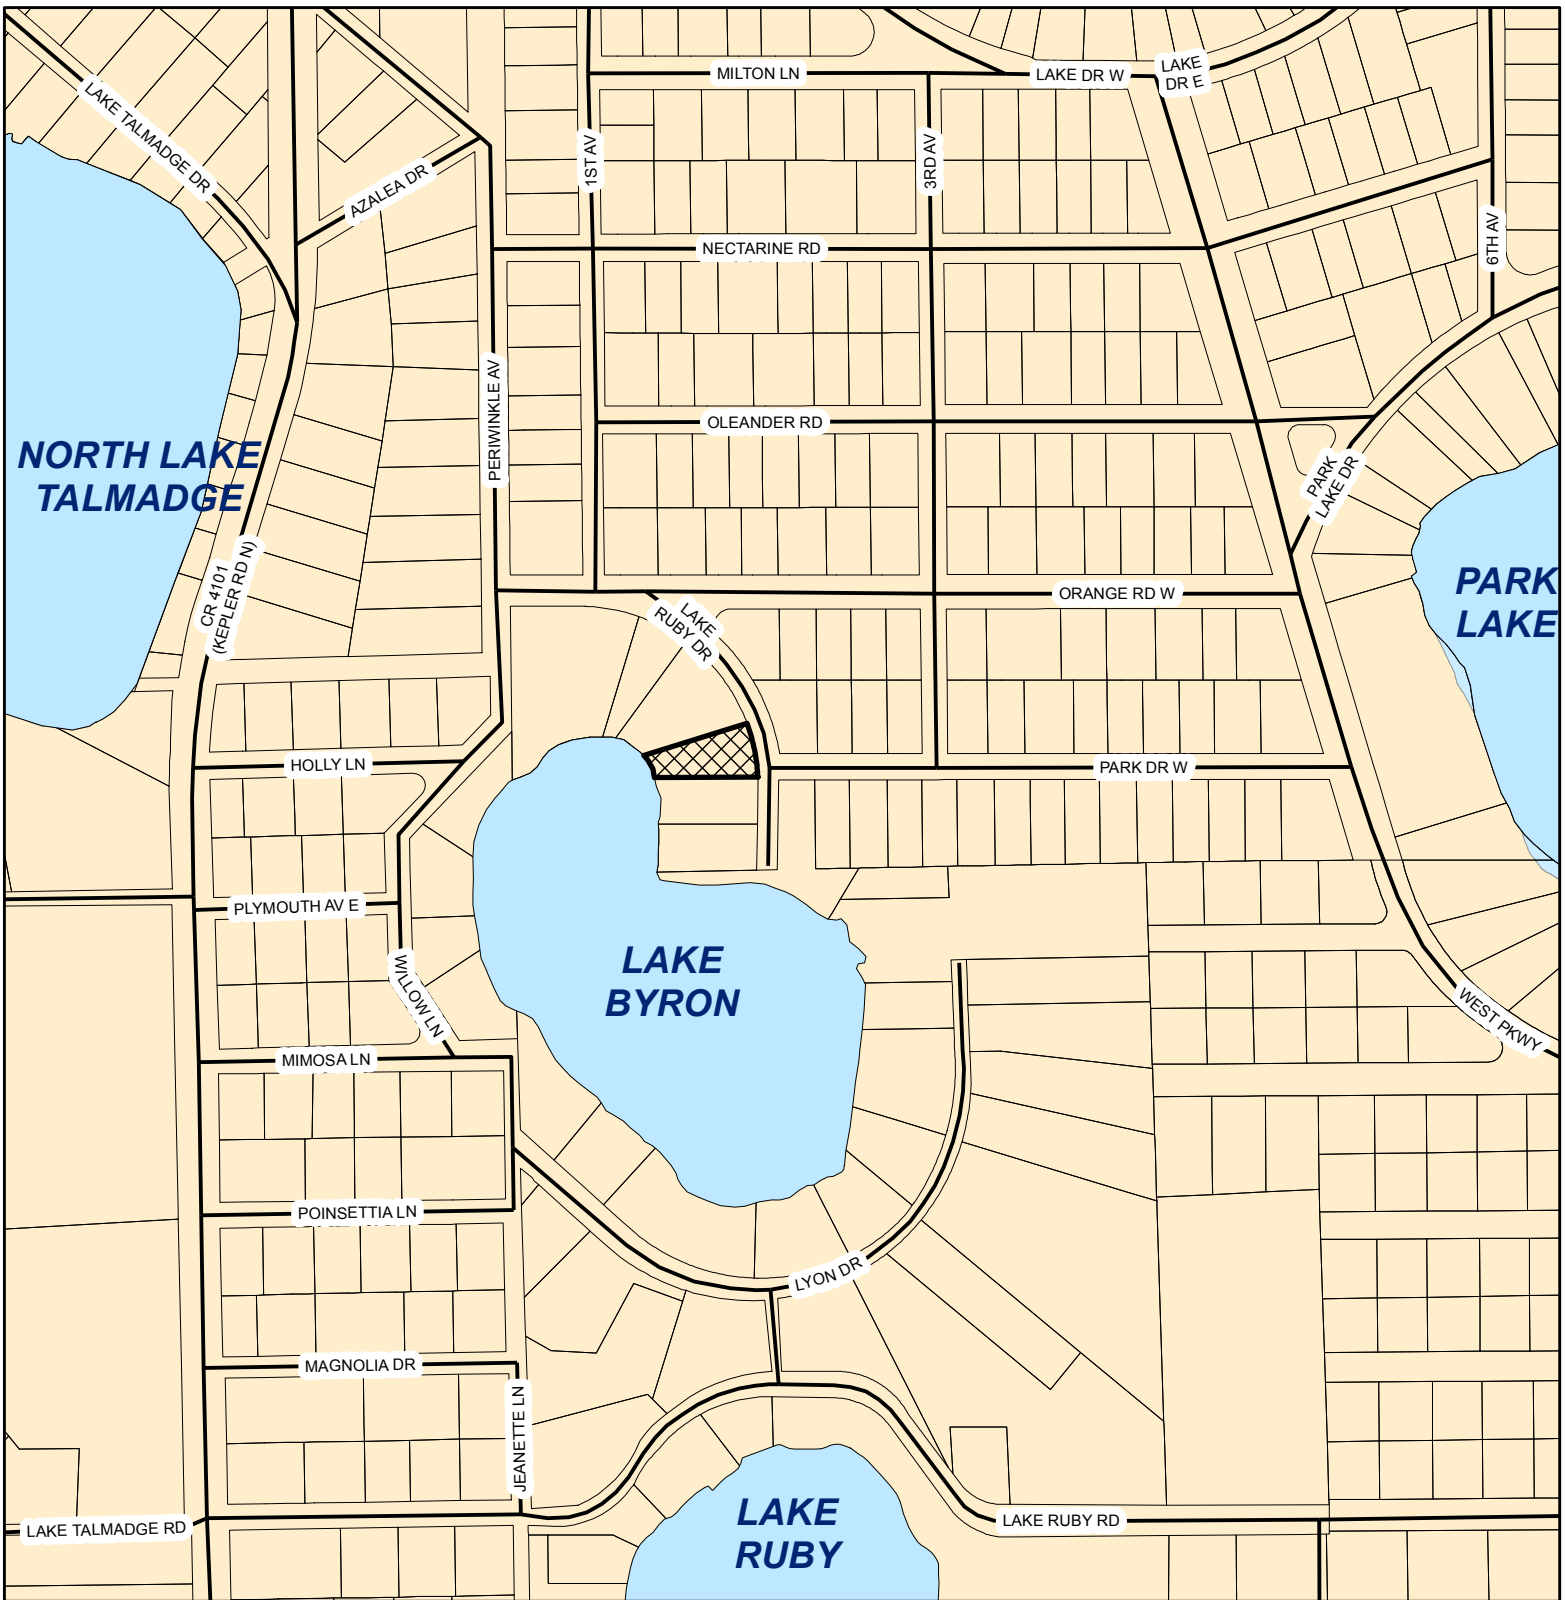 MILTON LN
LAKE DR W
LAKE
DR E
LAKE TALMADGE DR
1ST AV
3RD AV
AZALEA DR
6TH AV
NECTARINE RD
PERIWINKLE AV
OLEANDER RD
NORTH LAKE
TALMADGE
PARK
LAKE DR
CR 4101
(KEPLER RD N)
PARK
LAKE
ORANGE RD W
LAKE
RUBY DR
HOLLY LN
PARK DR W
PLYMOUTH AV E
LAKE
BYRON
WILLOW LN
WEST PKWY
MIMOSA LN
POINSETTIA LN
LYON DR
MAGNOLIA DR
JEANETTE LN
LAKE
RUBY
LAKE TALMADGE RD
LAKE RUBY RD